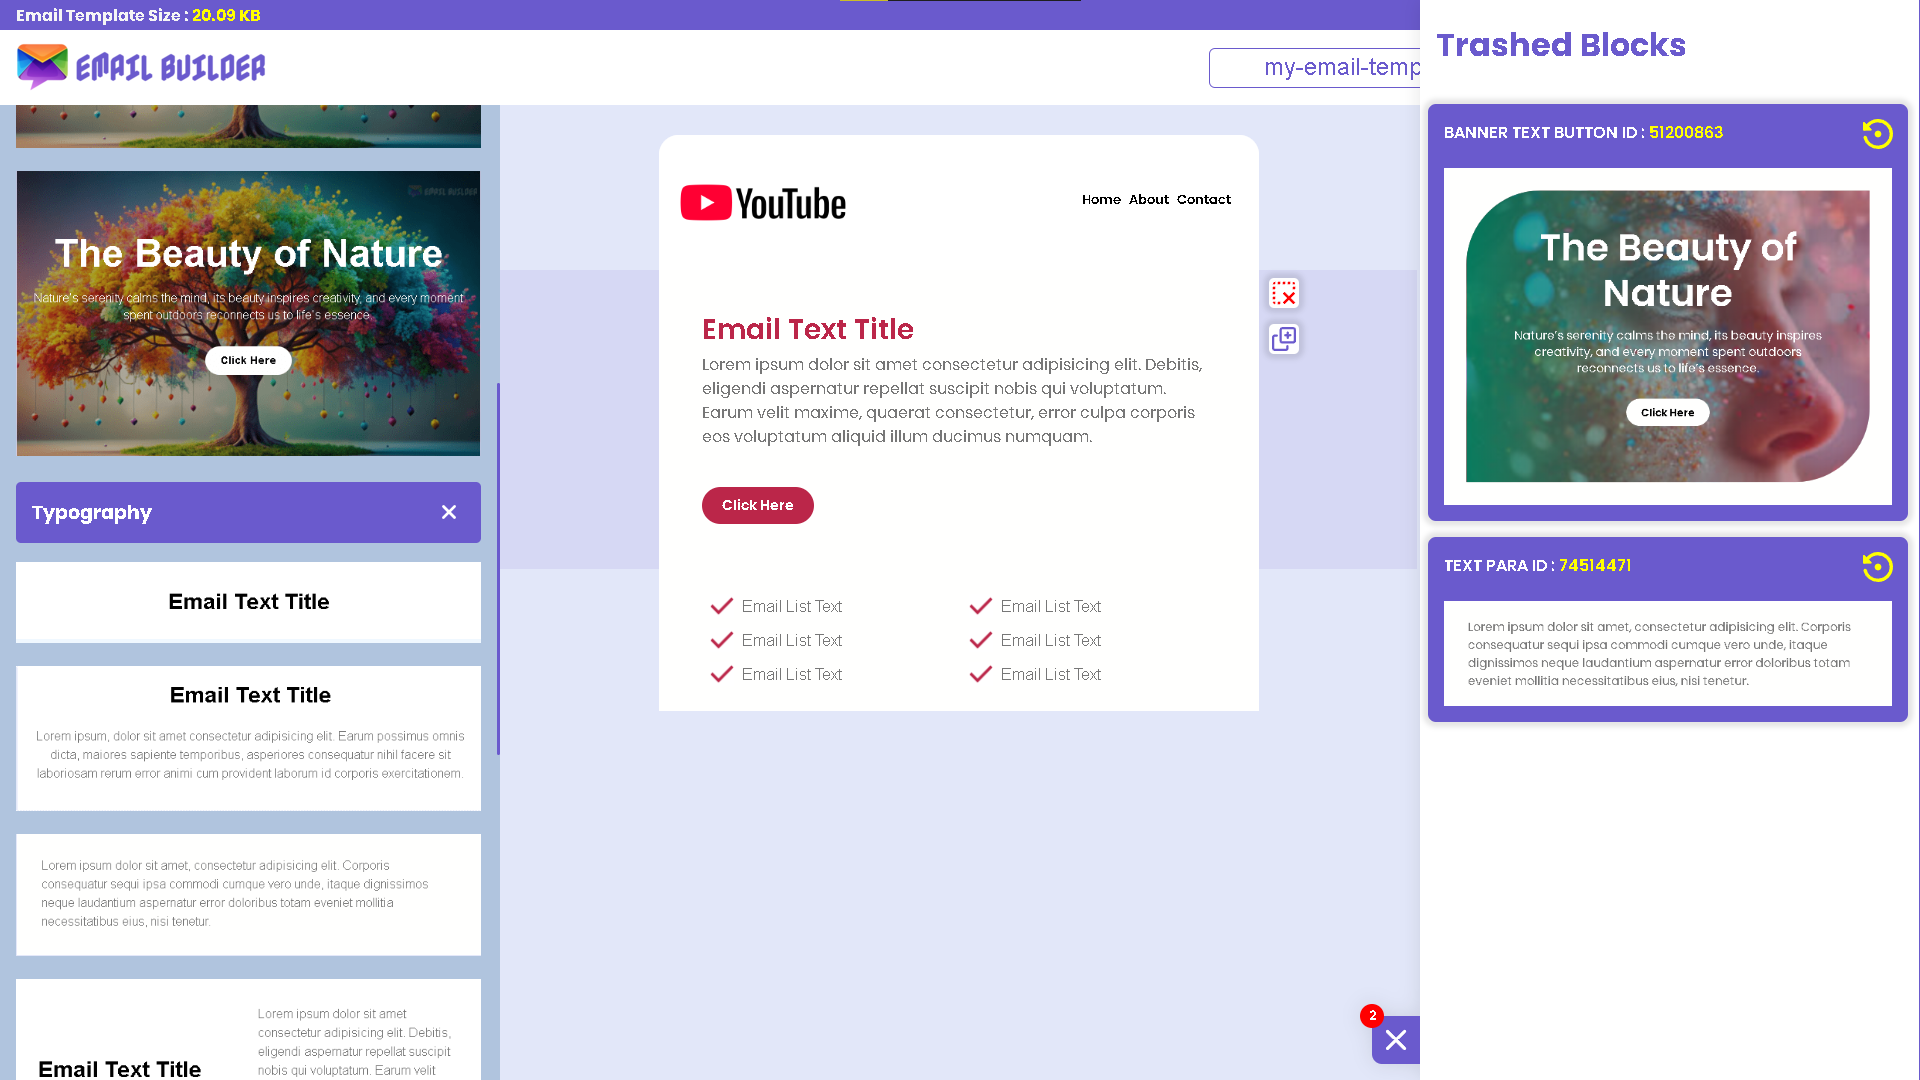 Email Template Size : 20.09 KB
EMAIL BUILDER
my-email-temp
EMAIL BUILDER
The Beauty of Nature
Nature's serenity calms the mind, its beauty inspires creativity, and every moment
spent outdoors reconnects us to life's essence.
Click Here
Typography
Email Text Title
Email Text Title
Lorem ipsum, dolor sit amet consectetur adipisicing elit. Earum possimus omnis
dicta, maiores sapiente temporibus, asperiores consequatur nihil facere sit
laboriosam rerum error animi cum provident laborum id corporis exercitationem.
Lorem ipsum dolor sit amet, consectetur adipisicing elit. Corporis
consequatur sequi ipsa commodi cumque vero unde, itaque dignissimos
neque laudantium aspernatur error doloribus totam eveniet mollitia
necessitatibus eius, nisi tenetur.
Email Text Title
Lorem ipsum dolor sit amet
consectetur adipisicing elit. Debitis,
eligendi aspernatur repellat suscipit
nobis qui voluptatum. Earum velit
YouTube
Home About Contact
Email Text Title
Lorem ipsum dolor sit amet consectetur adipisicing elit. Debitis,
eligendi aspernatur repellat suscipit nobis qui voluptatum.
Earum velit maxime, quaerat consectetur, error culpa corporis
eos voluptatum aliquid illum ducimus numquam.
Click Here
Email List Text
Email List Text
Email List Text
Email List Text
Email List Text
Email List Text
2
Trashed Blocks
BANNER TEXT BUTTON ID : 51200863
The Beauty of
Nature
Nature's serenity calms the mind, its beauty inspires
creativity, and every moment spent outdoors
reconnects us to life's essence.
Click Here
TEXT PARA ID : 74514471
Lorem ipsum dolor sit amet, consectetur adipisicing elit. Corporis
consequatur sequi ipsa commodi cumque vero unde, itaque
dignissimos neque laudantium aspernatur error doloribus totam
eveniet mollitia necessitatibus eius, nisi tenetur.